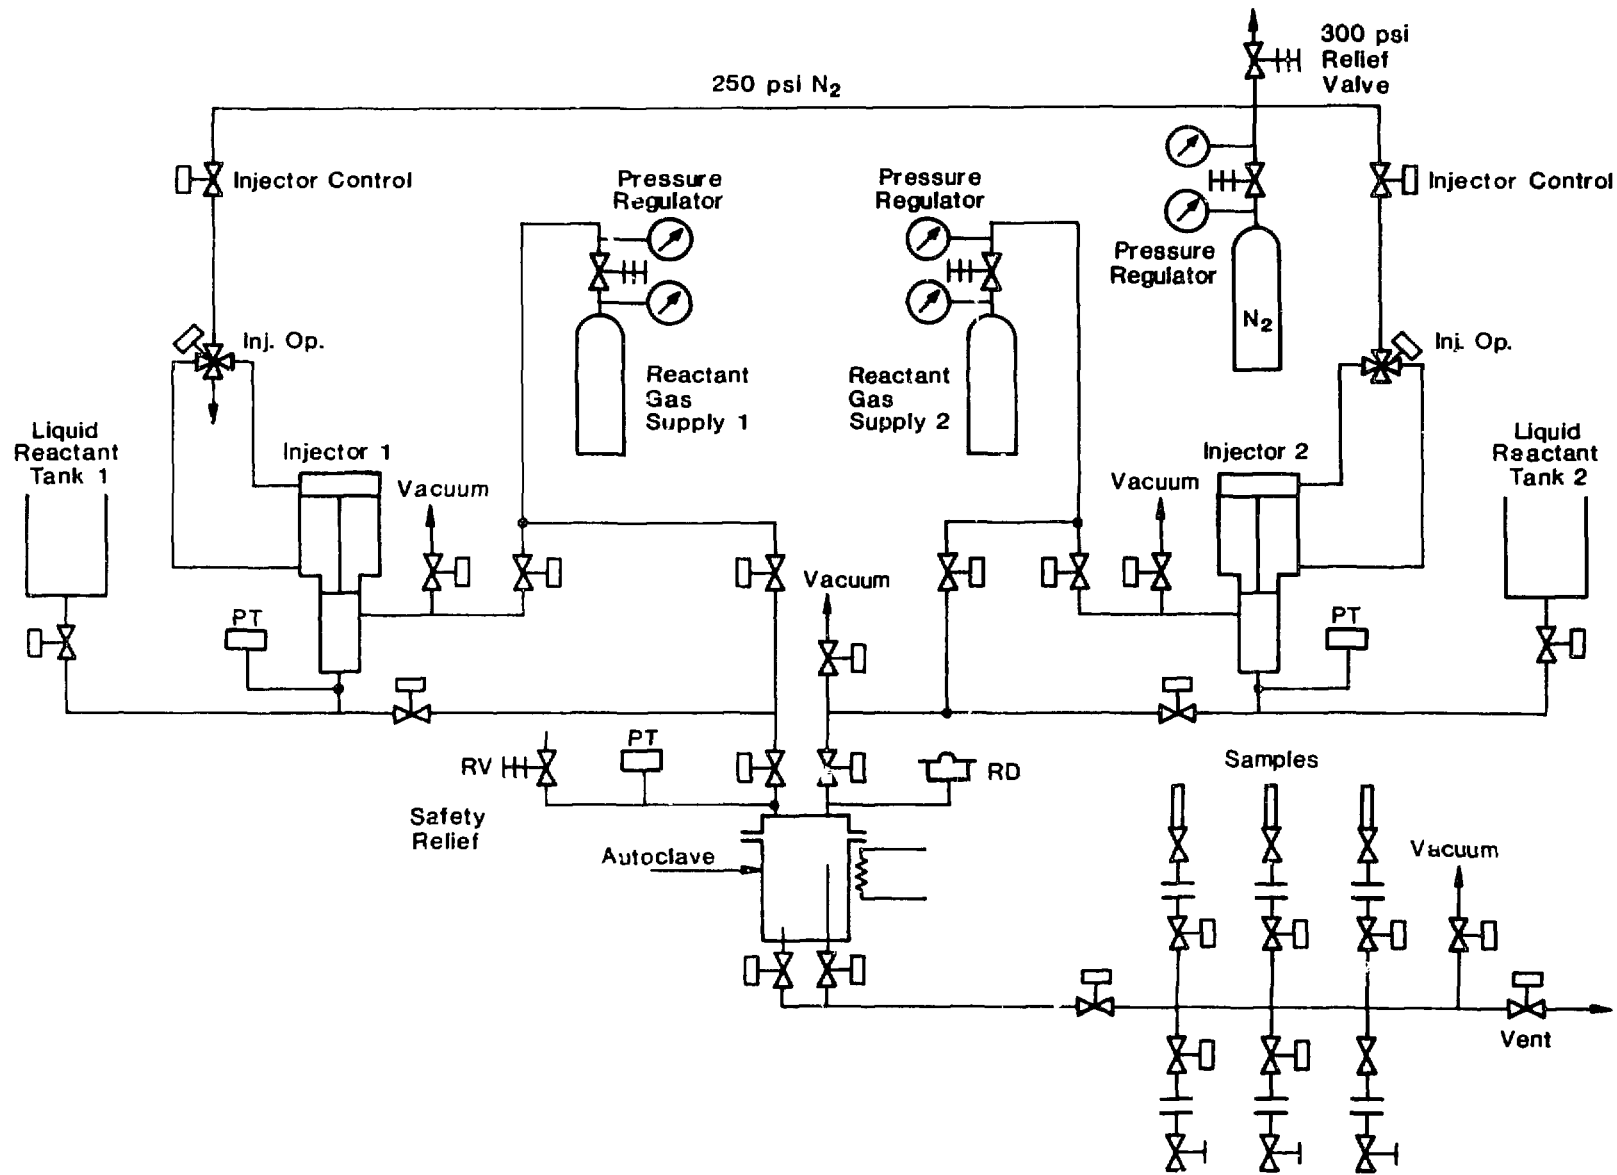 300 psi
Relief
Valve
250 psi N₂
Injector Control
Pressure
Regulator
Pressure
Regulator
Injector Control
Pressure
Regulator
N₂
Inj. Op.
Inj. Op.
Reactant
Gas
Supply 1
Reactant
Gas
Supply 2
Liquid
Reactant
Tank 1
Injector 1
Vacuum
Vacuum
Injector 2
Liquid
Reactant
Tank 2
Vacuum
PT
PT
RV
PT
RD
Samples
Safety
Relief
Autoclave
Vacuum
Vent